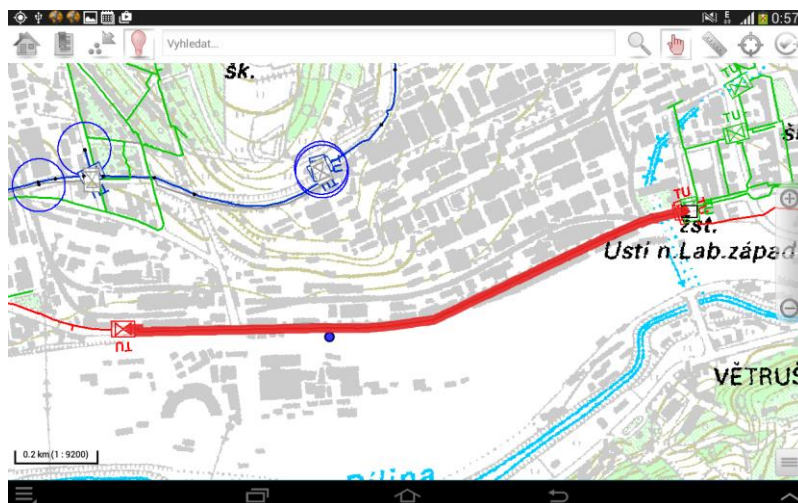 E
0:57
Vyhledat...
šk.
TU
TU
TU
TU
žst.
Ústí n.Lab.západ
TU
VĚTRUŠ
0.2 km (1 : 9200)
Bílina